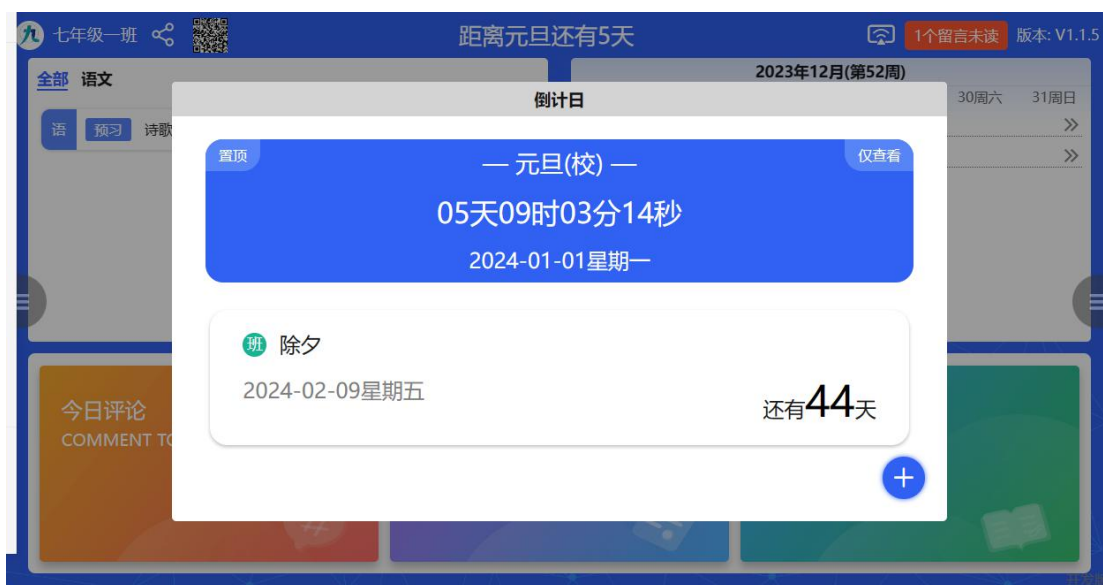 九 七年级一班
距离元旦还有5天
1个留言未读 版本: V1.1.5
全部 语文
2023年12月(第52周)
30周六 31周日
语 预习 诗歌
倒计日
置顶
— 元旦(校) —
仅查看
05天09时03分14秒
2024-01-01星期一
班 除夕
2024-02-09星期五
还有44天
今日评论
COMMENT TO